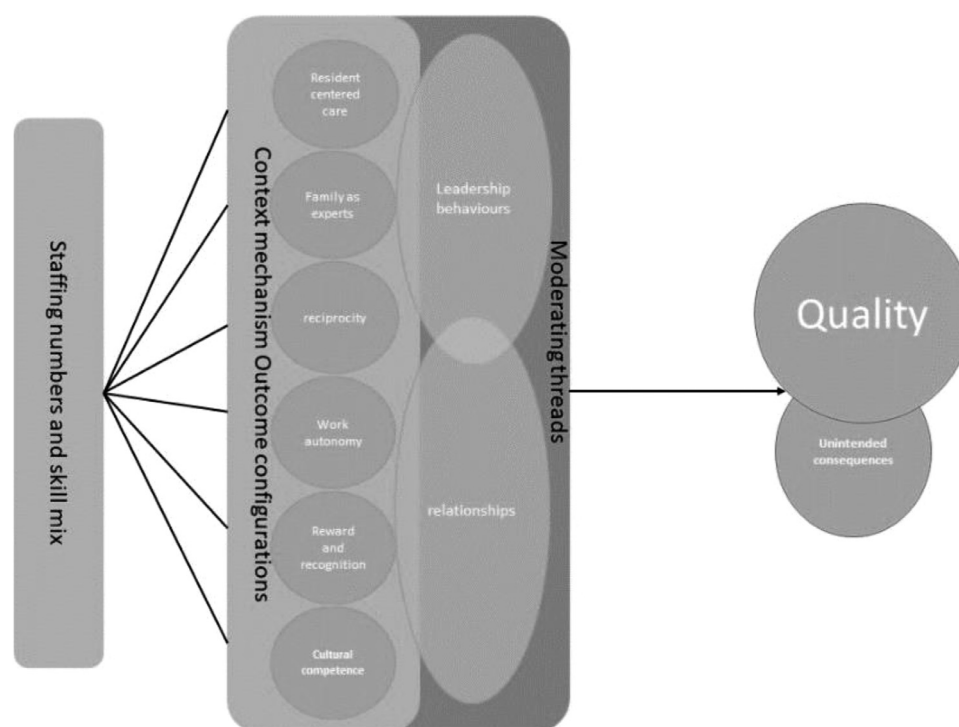 Staffing numbers and skill mix
Context mechanism Outcome configurations
Resident
centered
care
Family as
experts
reciprocity
Work
autonomy
Reward
and
recognition
Cultural
competence
Leadership
behaviours
relationships
Moderating threads
Quality
Unintended
consequences